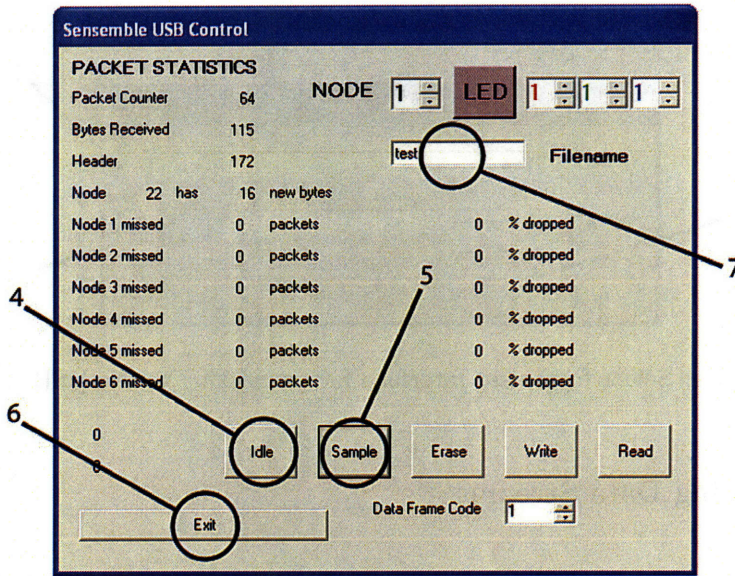 Sensemble USB Control
PACKET STATISTICS
Packet Counter 64
NODE 1 LED 1 1 1
Bytes Received 115
test Filename
Header 172
Node 22 has 16 new bytes
Node 1 missed 0 packets 0 % dropped
Node 2 missed 0 packets 0 % dropped
7
Node 3 missed 0 packets 0 % dropped
5
4
Node 4 missed 0 packets 0 % dropped
Node 5 missed 0 packets 0 % dropped
Node 6 missed 0 packets 0 % dropped
6
0
Idle Sample Erase Write Read
0
Data Frame Code 1
Exit